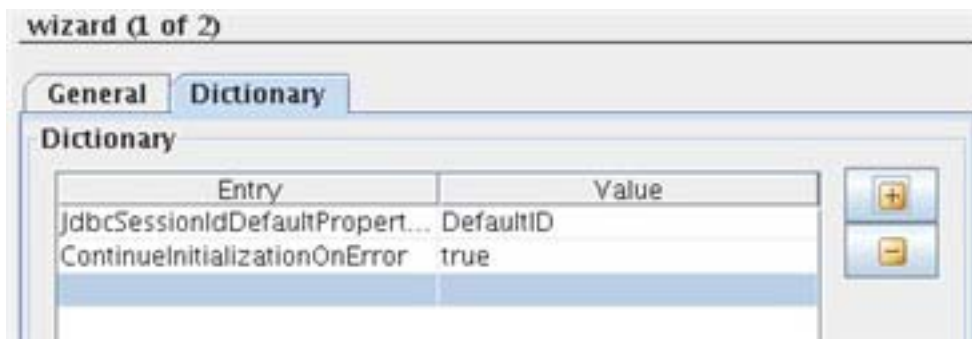 wizard (1 of 2)
General Dictionary
Dictionary
Entry Value
JdbcSessionIdDefaultPropert... DefaultID
ContinueInitializationOnError true